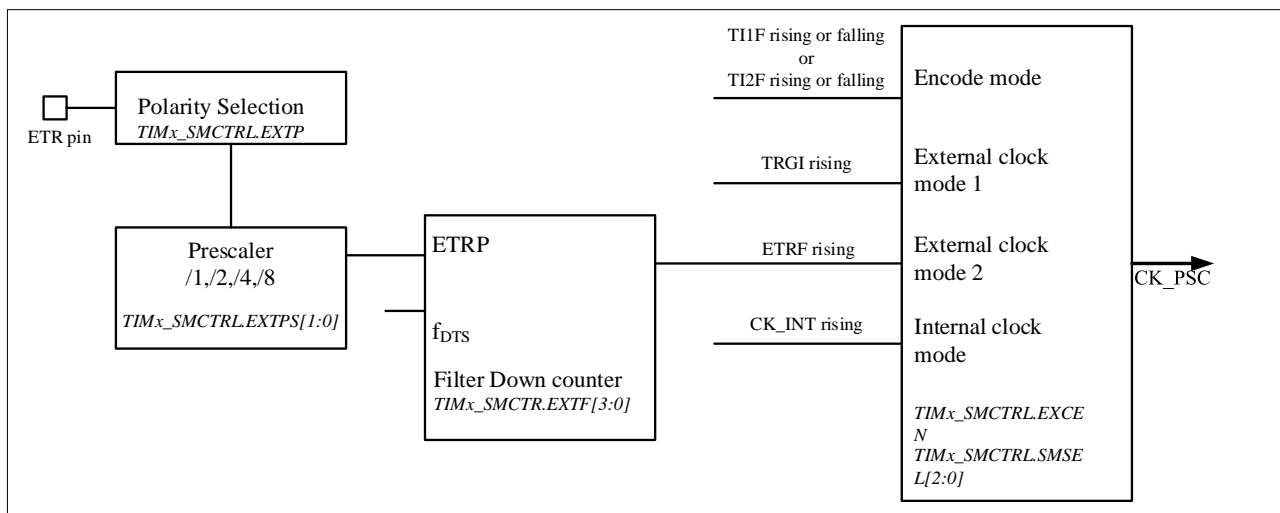 ETR pin
Polarity Selection
TIMx_SMCTRL.EXTP
Prescaler
/1,/2,/4,/8
TIMx_SMCTRL.EXTPS[1:0]
ETRP
fDTS
Filter Down counter
TIMx_SMCTR.EXTF[3:0]
TI1F rising or falling
or
TI2F rising or falling
TRGI rising
ETRF rising
CK_INT rising
Encode mode
External clock
mode 1
External clock
mode 2
Internal clock
mode
TIMx_SMCTRL.EXCE
N
TIMx_SMCTRL.SMSE
L[2:0]
CK_PSC